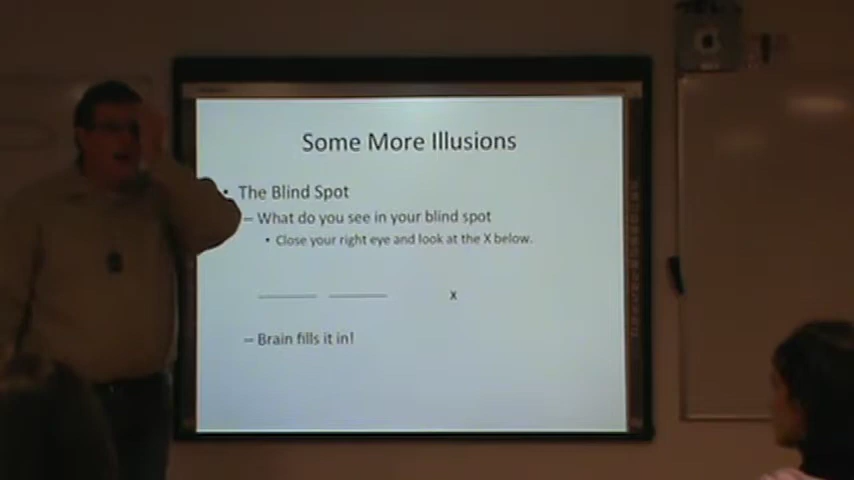 Some More Illusions
• The Blind Spot
– What do you see in your blind spot
• Close your right eye and look at the X below.
x
– Brain fills it in!